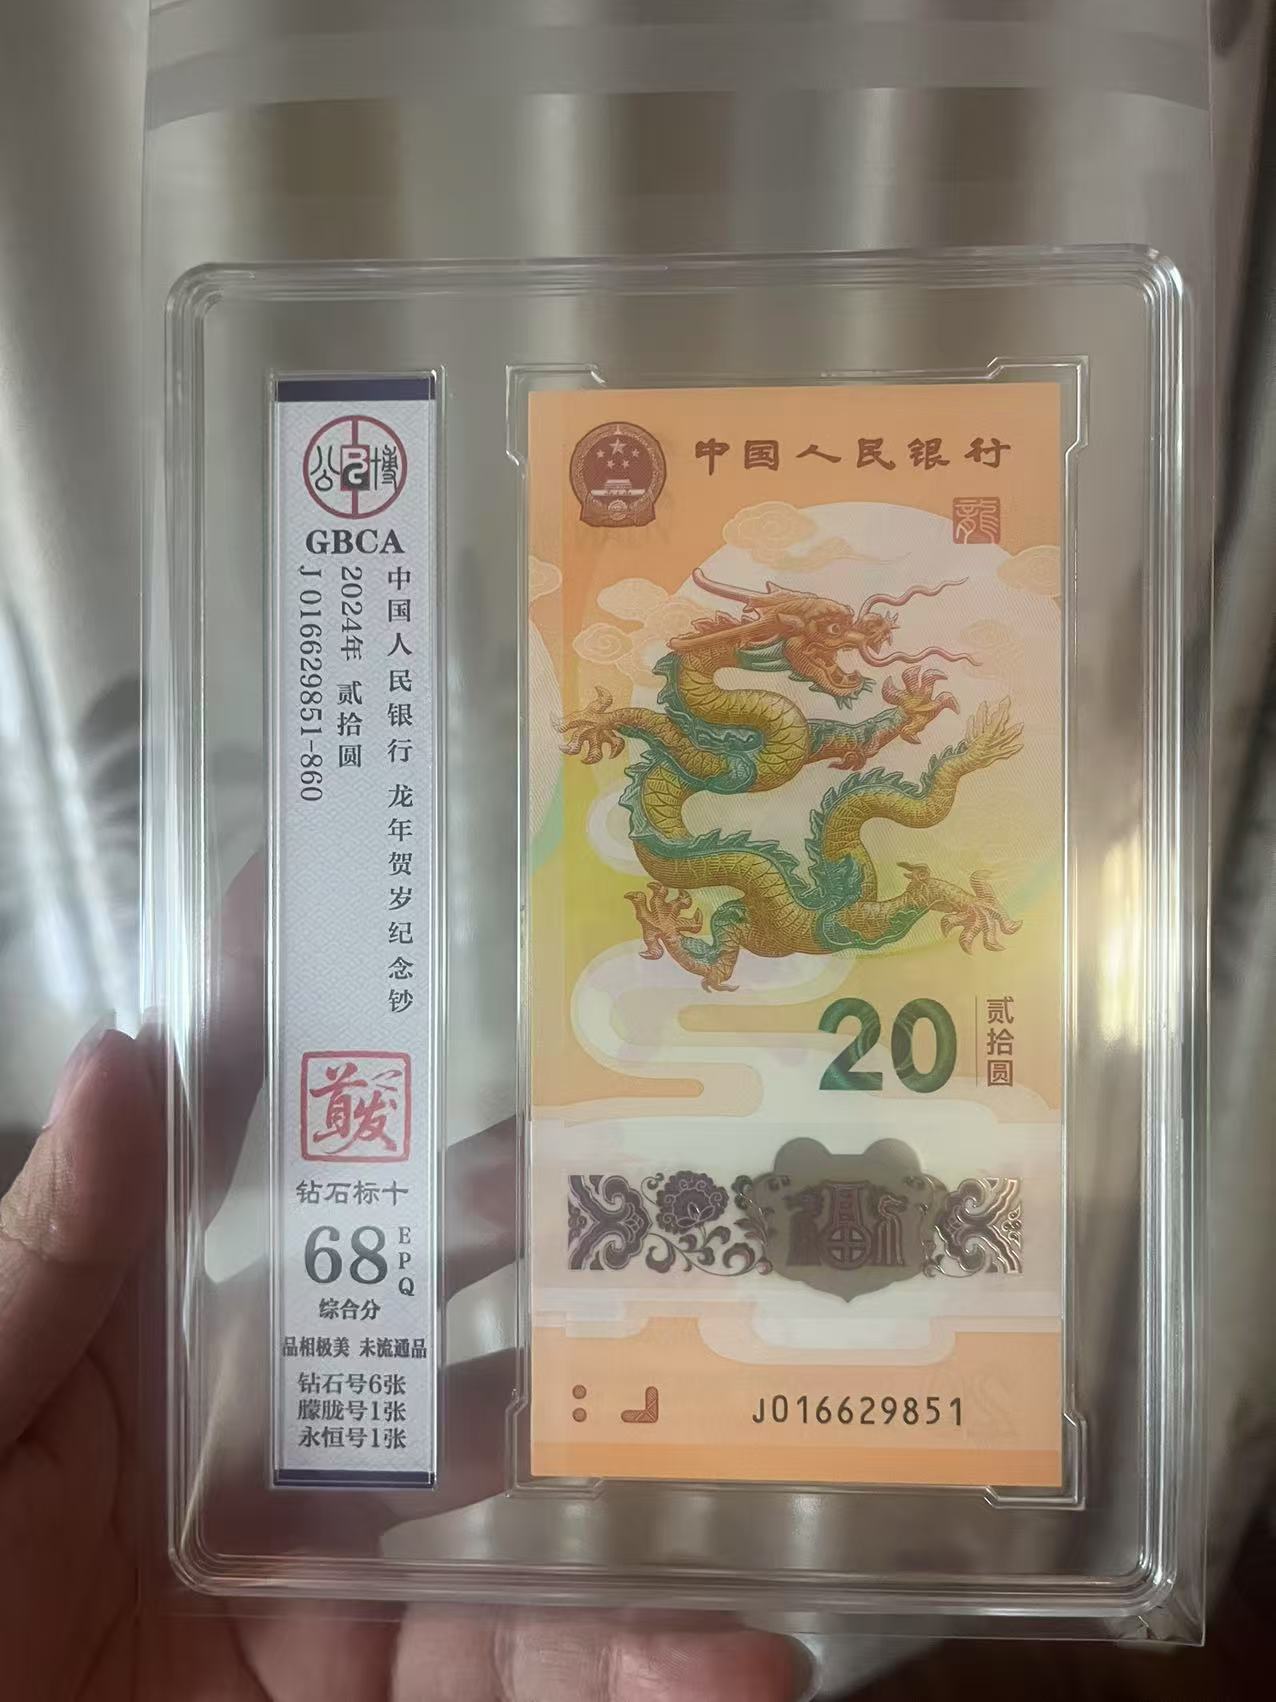 公博
GBCA
中国人民银行 龙年贺岁纪念钞
2024年 贰拾圆
J016629851-860
首发
钻石标十
68 EPQ
综合分
品相极美 未流通品
钻石号6张
朦胧号1张
永恒号1张
中国人民银行
龍
20 贰拾圆
福
J016629851